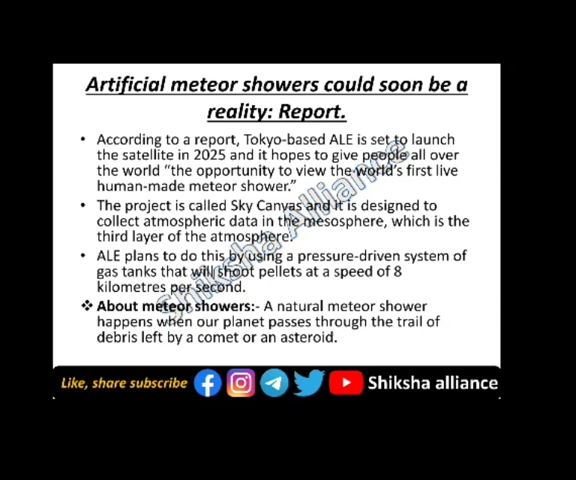 Artificial meteor showers could soon be a
reality: Report.
• According to a report, Tokyo-based ALE is set to launch
the satellite in 2025 and it hopes to give people all over
the world “the opportunity to view the world’s first live
human-made meteor shower.”
• The project is called Sky Canvas and it is designed to
collect atmospheric data in the mesosphere, which is the
third layer of the atmosphere.
• ALE plans to do this by using a pressure-driven system of
gas tanks that will shoot pellets at a speed of 8
kilometres per second.
❖ About meteor showers:- A natural meteor shower
happens when our planet passes through the trail of
debris left by a comet or an asteroid.
Shiksha Alliance
Like, share subscribe Shiksha alliance